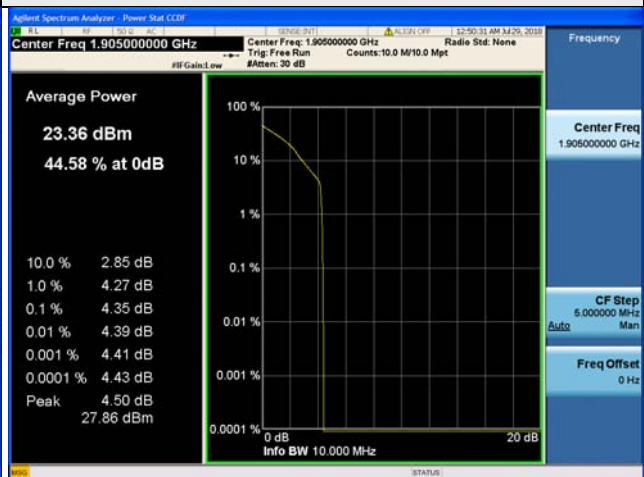 Agilent Spectrum Analyzer - Power Stat CCDF
RL RF 50 Ω AC SENSE:INT ALIGN OFF 12:50:31 AM Jul 29, 2018
Center Freq 1.905000000 GHz
Center Freq: 1.905000000 GHz Radio Std: None
Trig: Free Run Counts:10.0 M/10.0 Mpt
#IFGain:Low #Atten: 30 dB
Frequency
Average Power
23.36 dBm
44.58 % at 0dB
10.0 % 2.85 dB
1.0 % 4.27 dB
0.1 % 4.35 dB
0.01 % 4.39 dB
0.001 % 4.41 dB
0.0001 % 4.43 dB
Peak 4.50 dB
27.86 dBm
100 %
10 %
1 %
0.1 %
0.01 %
0.001 %
0.0001 %
0 dB 20 dB
Info BW 10.000 MHz
Center Freq
1.905000000 GHz
CF Step
5.000000 MHz
Auto Man
Freq Offset
0 Hz
MSG STATUS